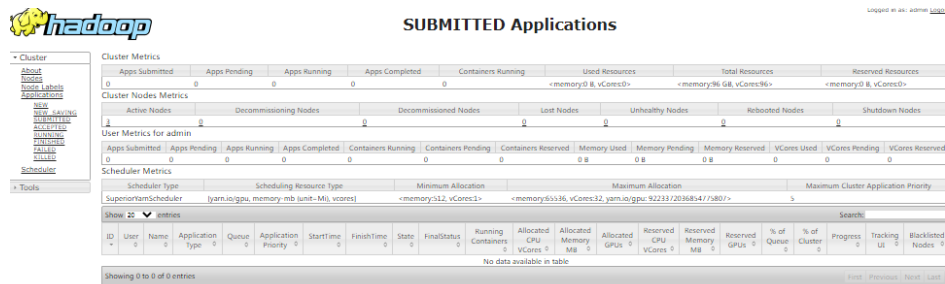 Logged in as: admin Logo
hadoop
SUBMITTED Applications
Cluster
About
Nodes
Node Labels
Applications
NEW
NEW_SAVING
SUBMITTED
ACCEPTED
RUNNING
FINISHED
FAILED
KILLED
Scheduler
Tools
Cluster Metrics
Apps Submitted Apps Pending Apps Running Apps Completed Containers Running Used Resources Total Resources Reserved Resources
0 0 0 0 0 <memory:0 B, vCores:0> <memory:96 GB, vCores:96> <memory:0 B, vCores:0>
Cluster Nodes Metrics
Active Nodes Decommissioning Nodes Decommissioned Nodes Lost Nodes Unhealthy Nodes Rebooted Nodes Shutdown Nodes
3 0 0 0 0 0 0
User Metrics for admin
Apps Submitted Apps Pending Apps Running Apps Completed Containers Running Containers Pending Containers Reserved Memory Used Memory Pending Memory Reserved VCores Used VCores Pending VCores Reserved
0 0 0 0 0 0 0 0 B 0 B 0 B 0 0 0
Scheduler Metrics
Scheduler Type Scheduling Resource Type Minimum Allocation Maximum Allocation Maximum Cluster Application Priority
SuperiorYarnScheduler [yarn.io/gpu, memory-mb (unit=Mi), vcores] <memory:512, vCores:1> <memory:65536, vCores:32, yarn.io/gpu: 9223372036854775807> 5
Show 20 entries Search:
ID User Name Application Type Queue Application Priority StartTime FinishTime State FinalStatus Running Containers Allocated CPU VCores Allocated Memory MB Allocated GPUs Reserved CPU VCores Reserved Memory MB Reserved GPUs % of Queue % of Cluster Progress Tracking UI Blacklisted Nodes
No data available in table
Showing 0 to 0 of 0 entries First Previous Next Last